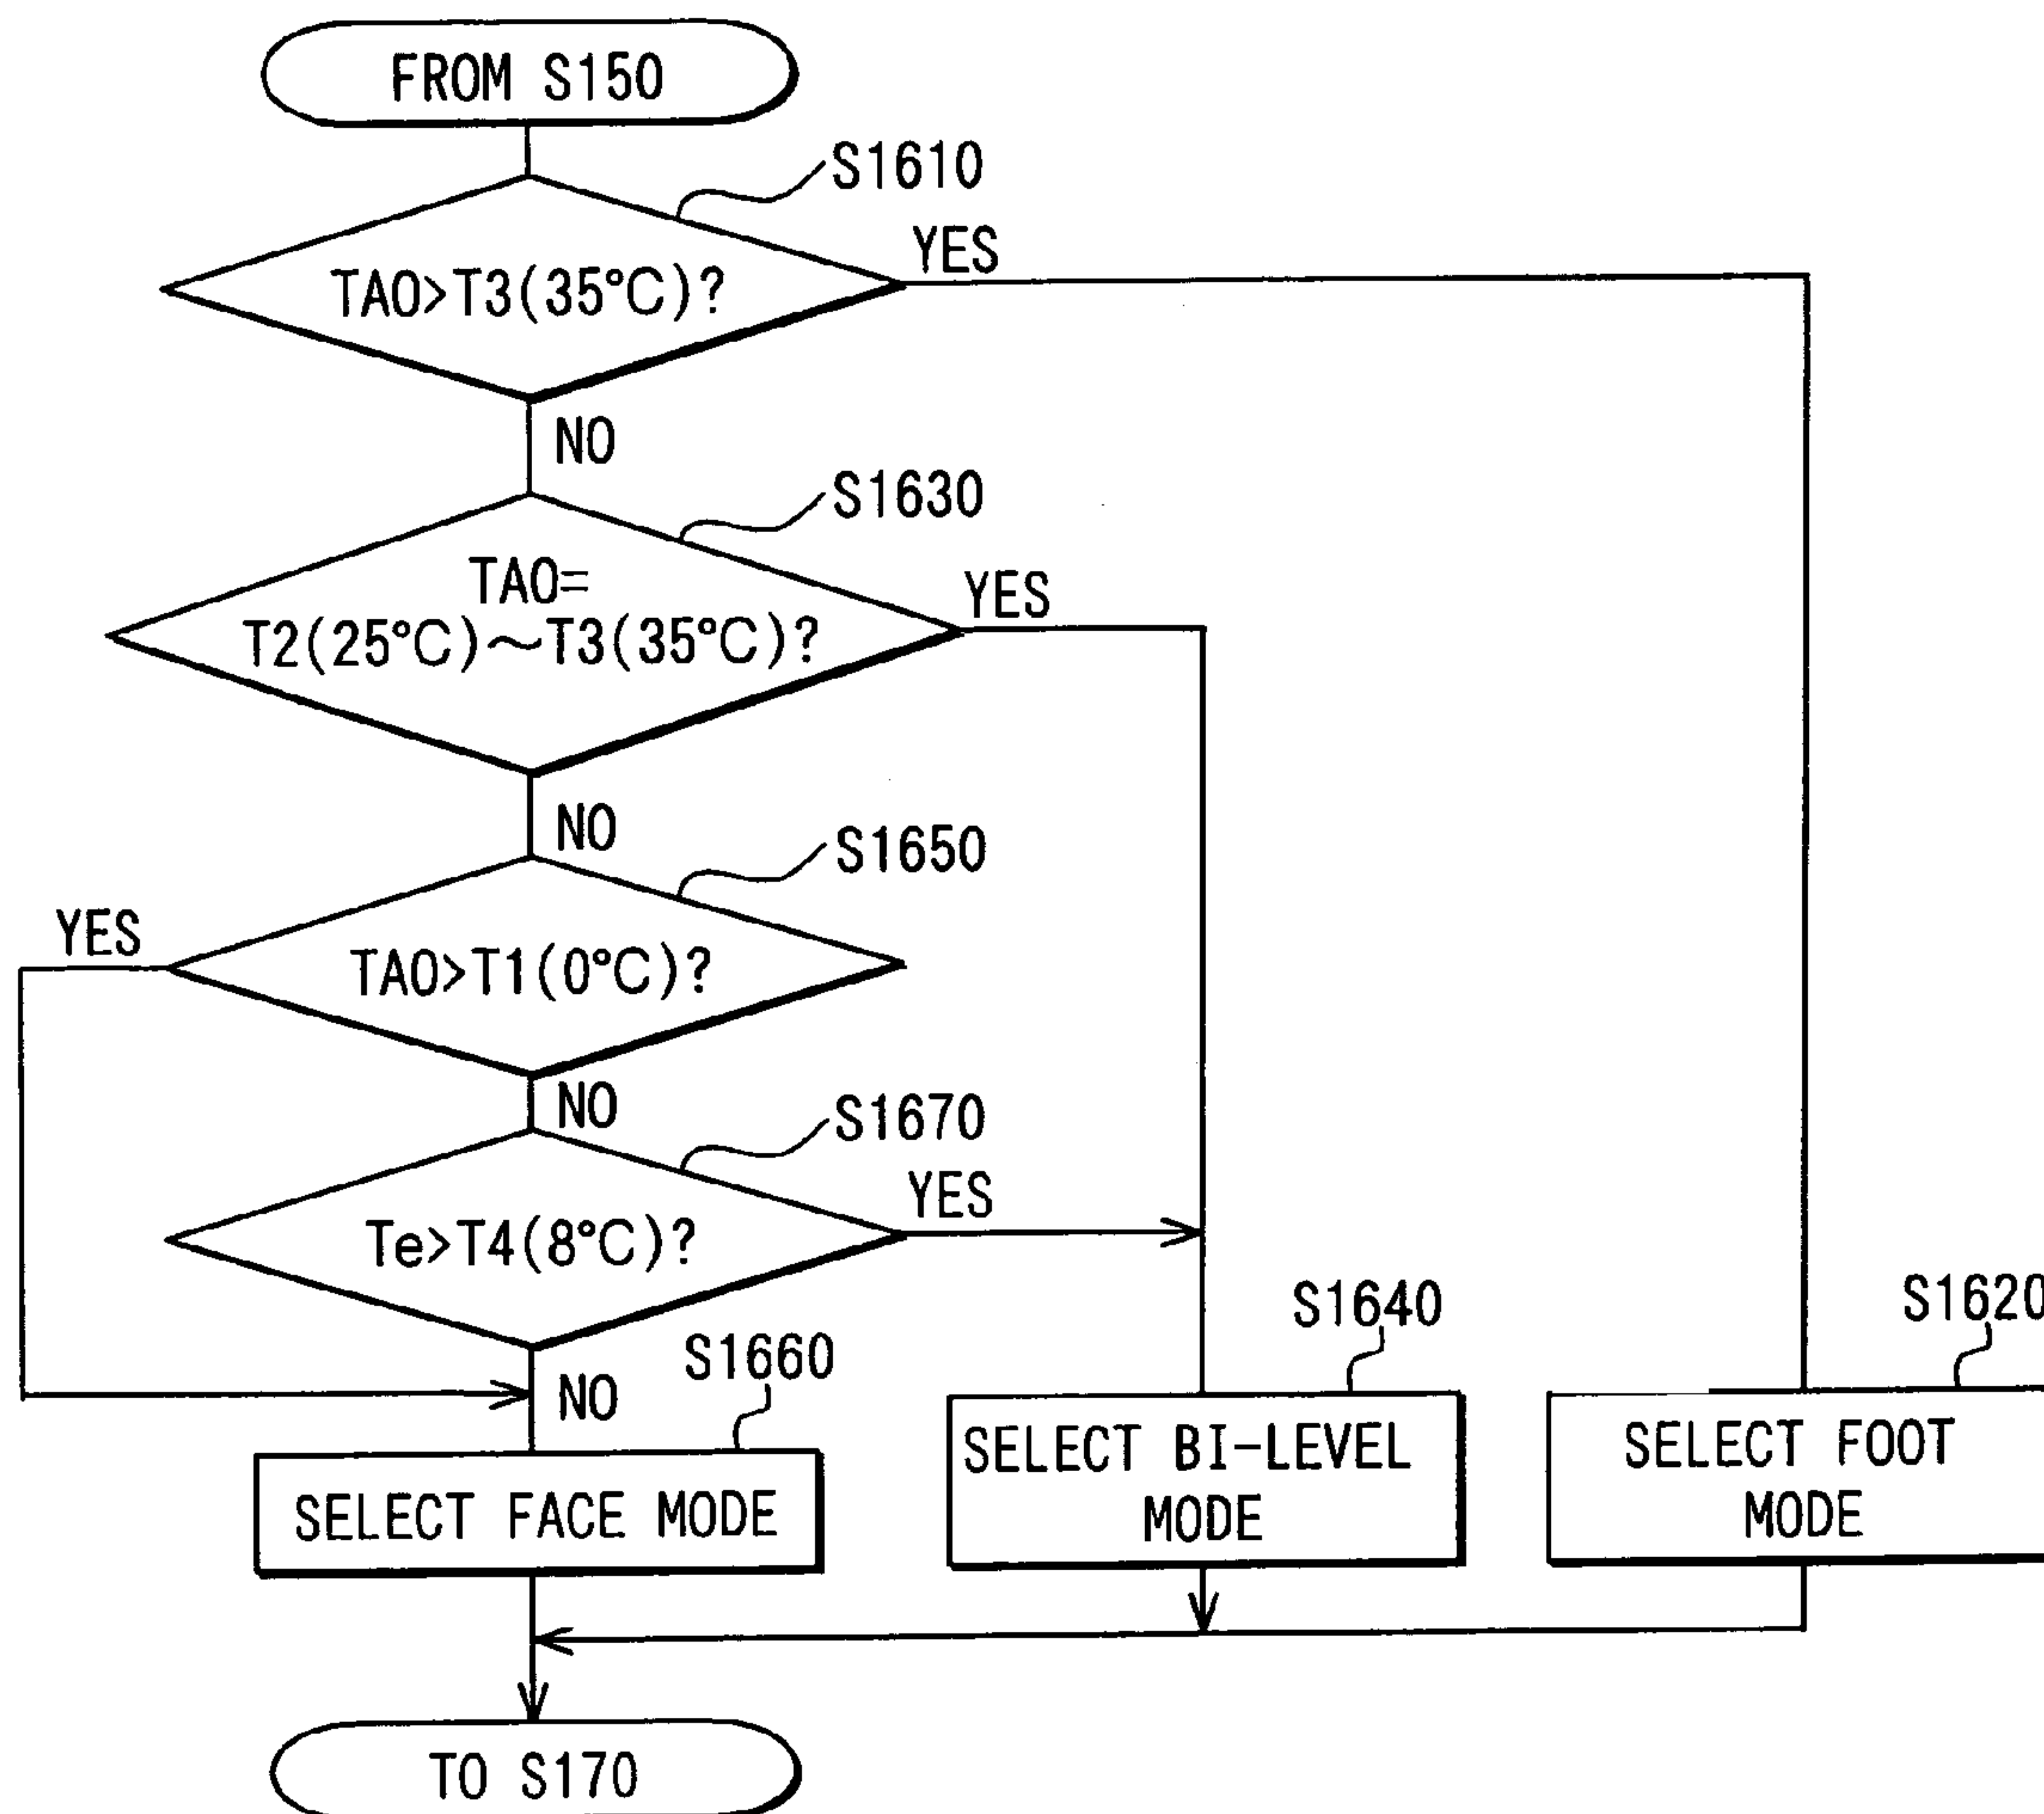 FROM S150
S1610
TAO>T3(35°C)?
YES
NO
S1630
TAO=
T2(25°C)~T3(35°C)?
YES
NO
S1650
YES
TAO>T1(0°C)?
NO
S1670
YES
Te>T4(8°C)?
NO
S1660
S1640
S1620
SELECT FACE MODE
SELECT BI-LEVEL
MODE
SELECT FOOT
MODE
TO S170